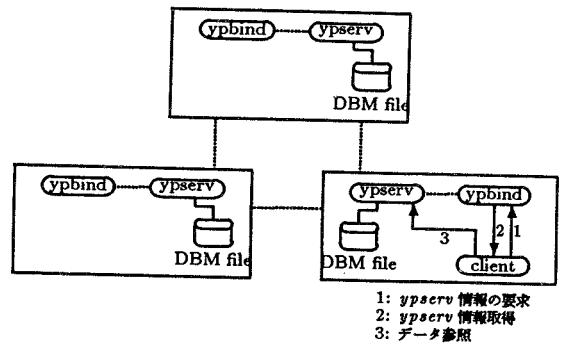 ypbind ypserv
DBM file
ypbind ypserv
DBM file
ypserv ypbind
DBM file
3 2 1
client
1: ypserv 情報の要求
2: ypserv 情報取得
3: データ参照